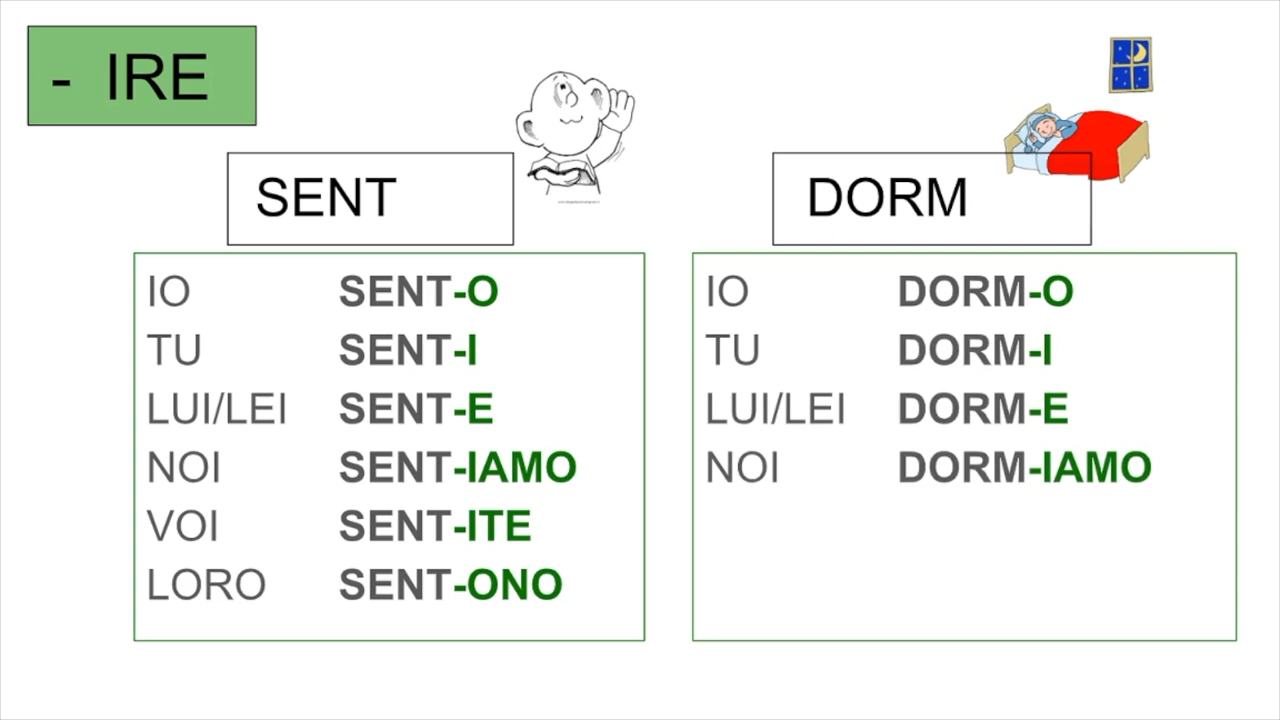 - IRE
SENT
DORM
IO SENT-O
TU SENT-I
LUI/LEI SENT-E
NOI SENT-IAMO
VOI SENT-ITE
LORO SENT-ONO
IO DORM-O
TU DORM-I
LUI/LEI DORM-E
NOI DORM-IAMO